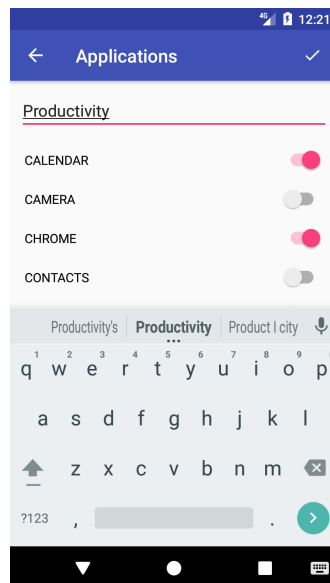 4G 12:21
Applications
Productivity
CALENDAR
CAMERA
CHROME
CONTACTS
Productivity's Productivity Product I city
1 2 3 4 5 6 7 8 9
q w e r t y u i o p
a s d f g h j k l
z x c v b n m
?123 , .